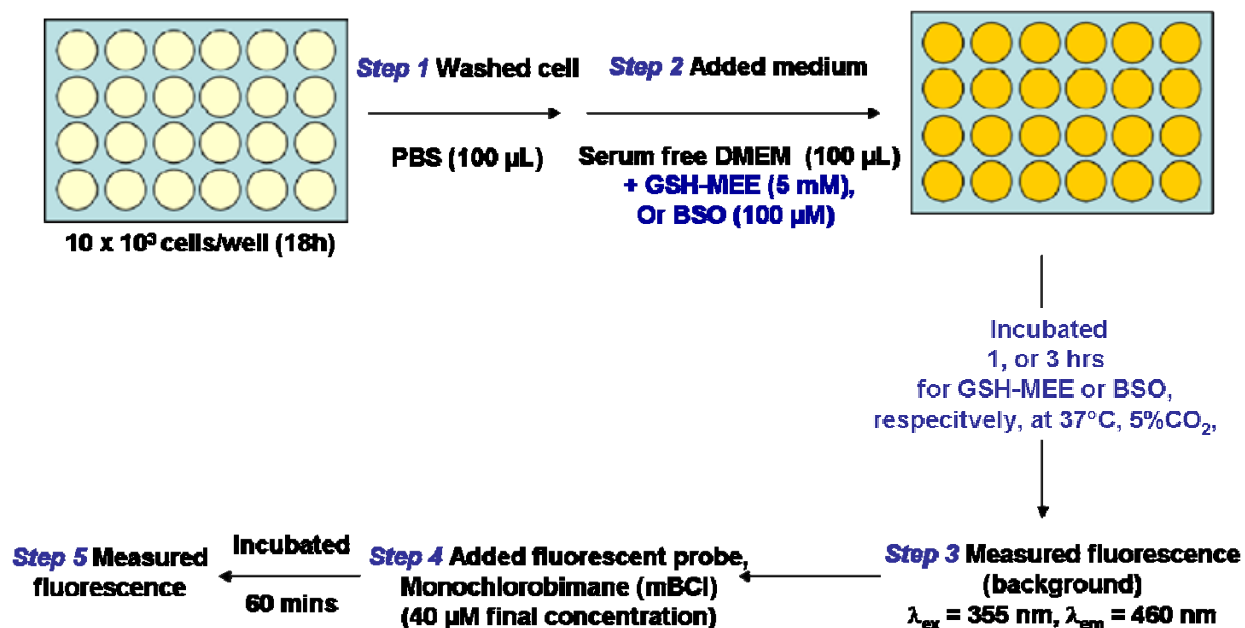 Step 1 Washed cell
PBS (100 µL)
Step 2 Added medium
Serum free DMEM (100 µL)
+ GSH-MEE (5 mM),
Or BSO (100 µM)
10 x 10³ cells/well (18h)
Incubated
1, or 3 hrs
for GSH-MEE or BSO,
respecitvely, at 37°C, 5%CO₂,
Step 3 Measured fluorescence
(background)
λex = 355 nm, λem = 460 nm
Step 4 Added fluorescent probe,
Monochlorobimane (mBCl)
(40 µM final concentration)
Incubated
60 mins
Step 5 Measured
fluorescence